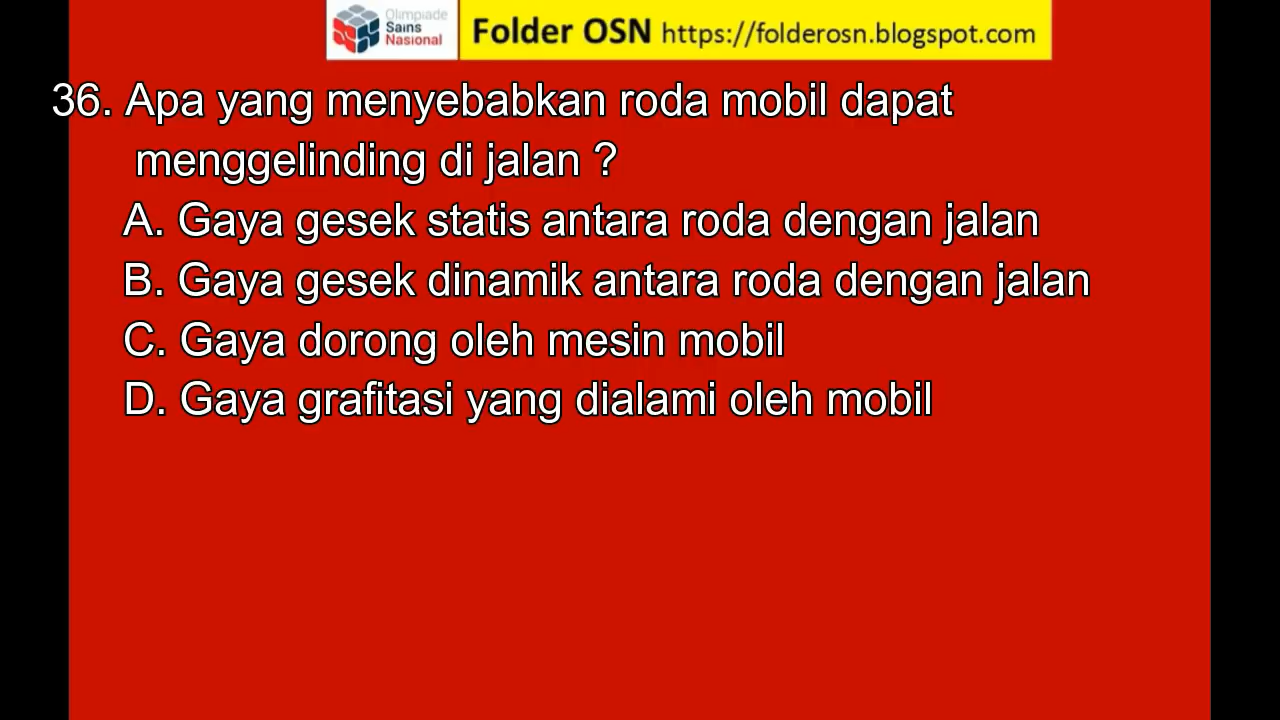 Olimpiade
Sains
Nasional
Folder OSN https://folderosn.blogspot.com
36. Apa yang menyebabkan roda mobil dapat
menggelinding di jalan ?
A. Gaya gesek statis antara roda dengan jalan
B. Gaya gesek dinamik antara roda dengan jalan
C. Gaya dorong oleh mesin mobil
D. Gaya grafitasi yang dialami oleh mobil